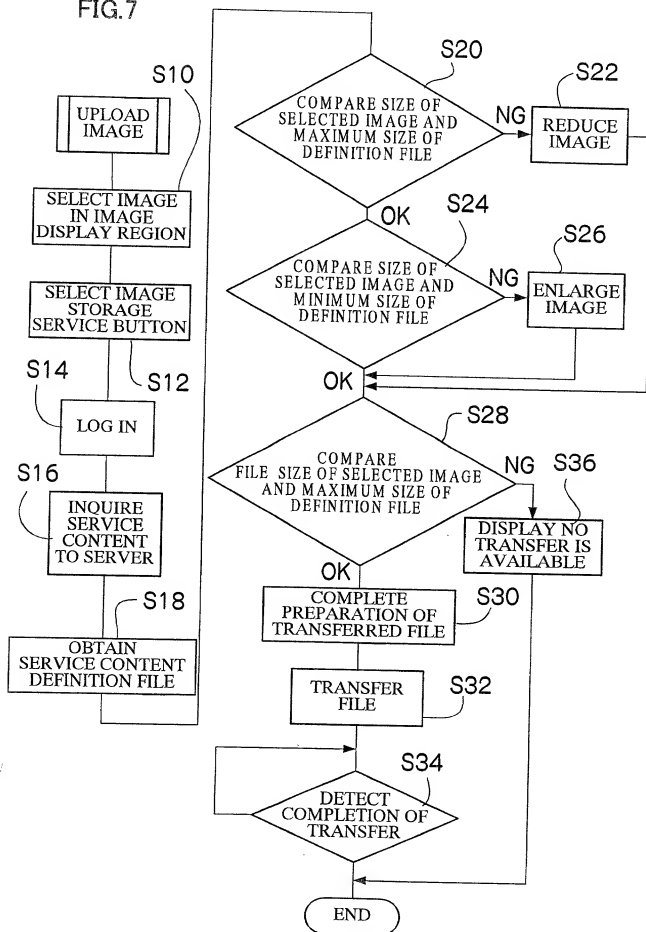 FIG.7
UPLOAD
IMAGE
S10
SELECT IMAGE
IN IMAGE
DISPLAY REGION
SELECT IMAGE
STORAGE
SERVICE BUTTON
S12
S14
LOG IN
S16
INQUIRE
SERVICE
CONTENT
TO SERVER
S18
OBTAIN
SERVICE CONTENT
DEFINITION FILE
S20
COMPARE SIZE OF
SELECTED IMAGE AND
MAXIMUM SIZE OF
DEFINITION FILE
NG
S22
REDUCE
IMAGE
OK
S24
COMPARE SIZE OF
SELECTED IMAGE AND
MINIMUM SIZE OF
DEFINITION FILE
NG
S26
ENLARGE
IMAGE
OK
S28
COMPARE
FILE SIZE OF SELECTED IMAGE
AND MAXIMUM SIZE OF
DEFINITION FILE
NG
S36
DISPLAY NO
TRANSFER IS
AVAILABLE
OK
S30
COMPLETE
PREPARATION OF
TRANSFERRED FILE
TRANSFER
FILE
S32
S34
DETECT
COMPLETION OF
TRANSFER
END